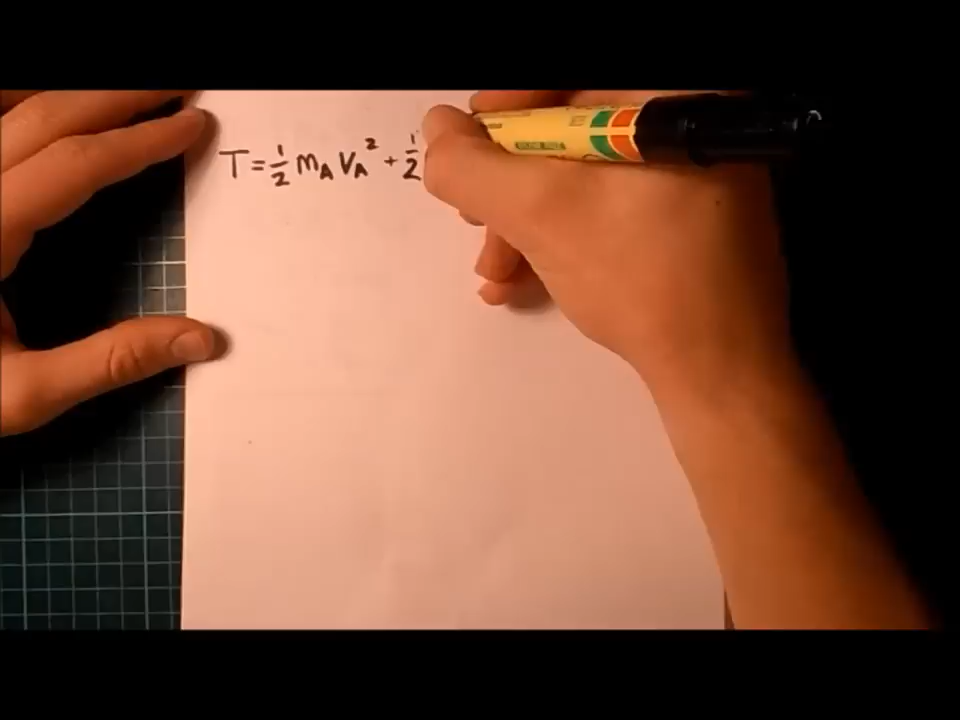 T = ½ m_A V_A² + ½